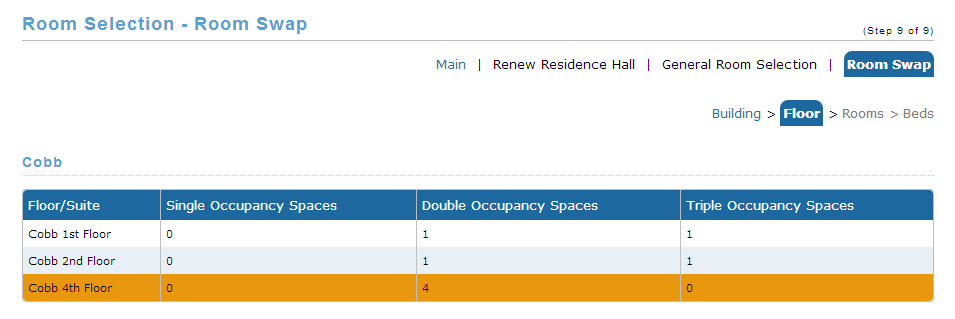 Room Selection - Room Swap
(Step 9 of 9)
Main | Renew Residence Hall | General Room Selection | Room Swap
Building > Floor > Rooms > Beds
Cobb
Floor/Suite Single Occupancy Spaces Double Occupancy Spaces Triple Occupancy Spaces
Cobb 1st Floor 0 1 1
Cobb 2nd Floor 0 1 1
Cobb 4th Floor 0 4 0